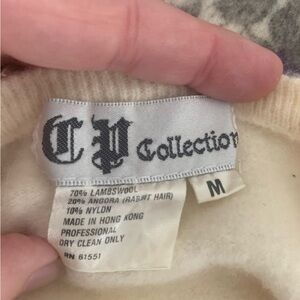 CP Collection
M
70% LAMBSWOOL
20% ANGORA (RABBIT HAIR)
10% NYLON
MADE IN HONG KONG
PROFESSIONAL
DRY CLEAN ONLY
RN 61551